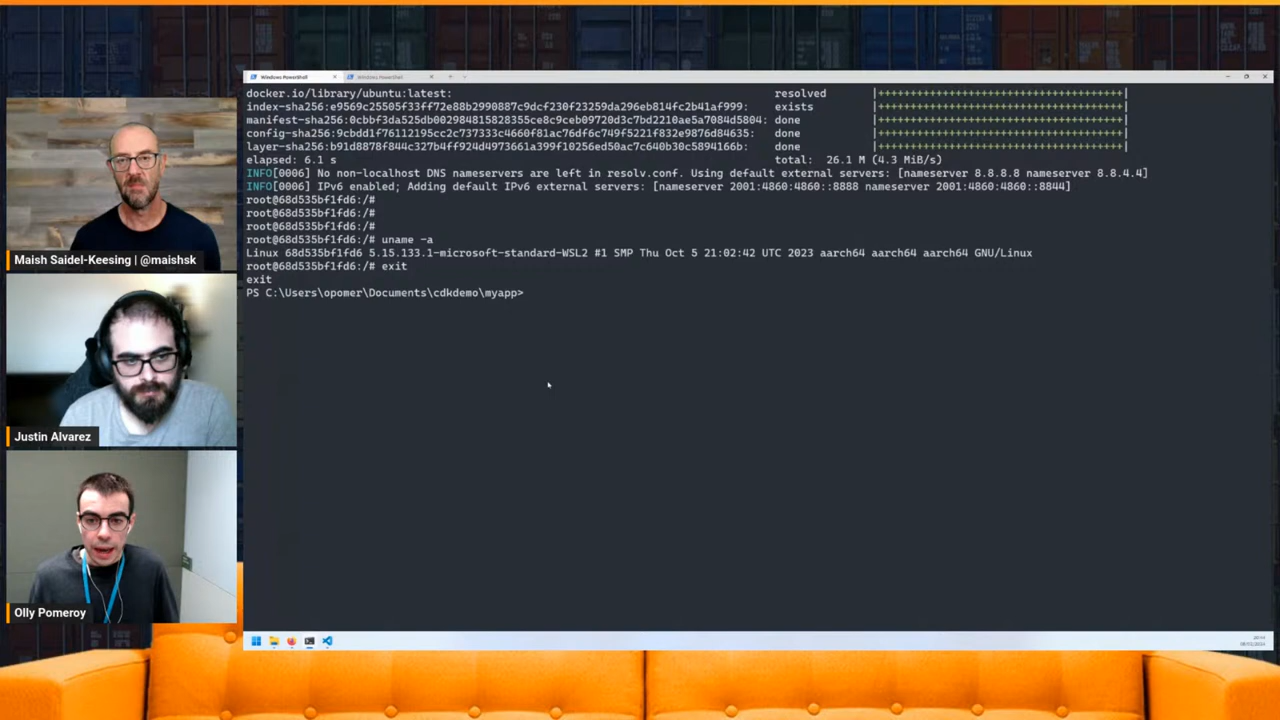 Windows PowerShell
Windows PowerShell
docker.io/library/ubuntu:latest: resolved |++++++++++++++++++++++++++++++++++++++|
index-sha256:e9569c25505f33ff72e88b2990887c9dcf230f23259da296eb814fc2b41af999: exists |++++++++++++++++++++++++++++++++++++++|
manifest-sha256:0cbbf3da525db002984815828355ce8c9ceb09720d3c7bd2210ae5a7084d5804: done |++++++++++++++++++++++++++++++++++++++|
config-sha256:9cbdd1f76112195cc2c737333c4660f81ac76df6c749f5221f832e9876d84635: done |++++++++++++++++++++++++++++++++++++++|
layer-sha256:b91d8878f844c327b4ff924d4973661a399f10256ed50ac7c640b30c5894166b: done |++++++++++++++++++++++++++++++++++++++|
elapsed: 6.1 s total: 26.1 M (4.3 MiB/s)
INFO[0006] No non-localhost DNS nameservers are left in resolv.conf. Using default external servers: [nameserver 8.8.8.8 nameserver 8.8.4.4]
INFO[0006] IPv6 enabled; Adding default IPv6 external servers: [nameserver 2001:4860:4860::8888 nameserver 2001:4860:4860::8844]
root@68d535bf1fd6:/#
root@68d535bf1fd6:/#
root@68d535bf1fd6:/#
root@68d535bf1fd6:/# uname -a
Linux 68d535bf1fd6 5.15.133.1-microsoft-standard-WSL2 #1 SMP Thu Oct 5 21:02:42 UTC 2023 aarch64 aarch64 aarch64 GNU/Linux
root@68d535bf1fd6:/# exit
exit
PS C:\Users\opomer\Documents\cdkdemo\myapp>
Maish Saidel-Keesing | @maishsk
Justin Alvarez
Olly Pomeroy